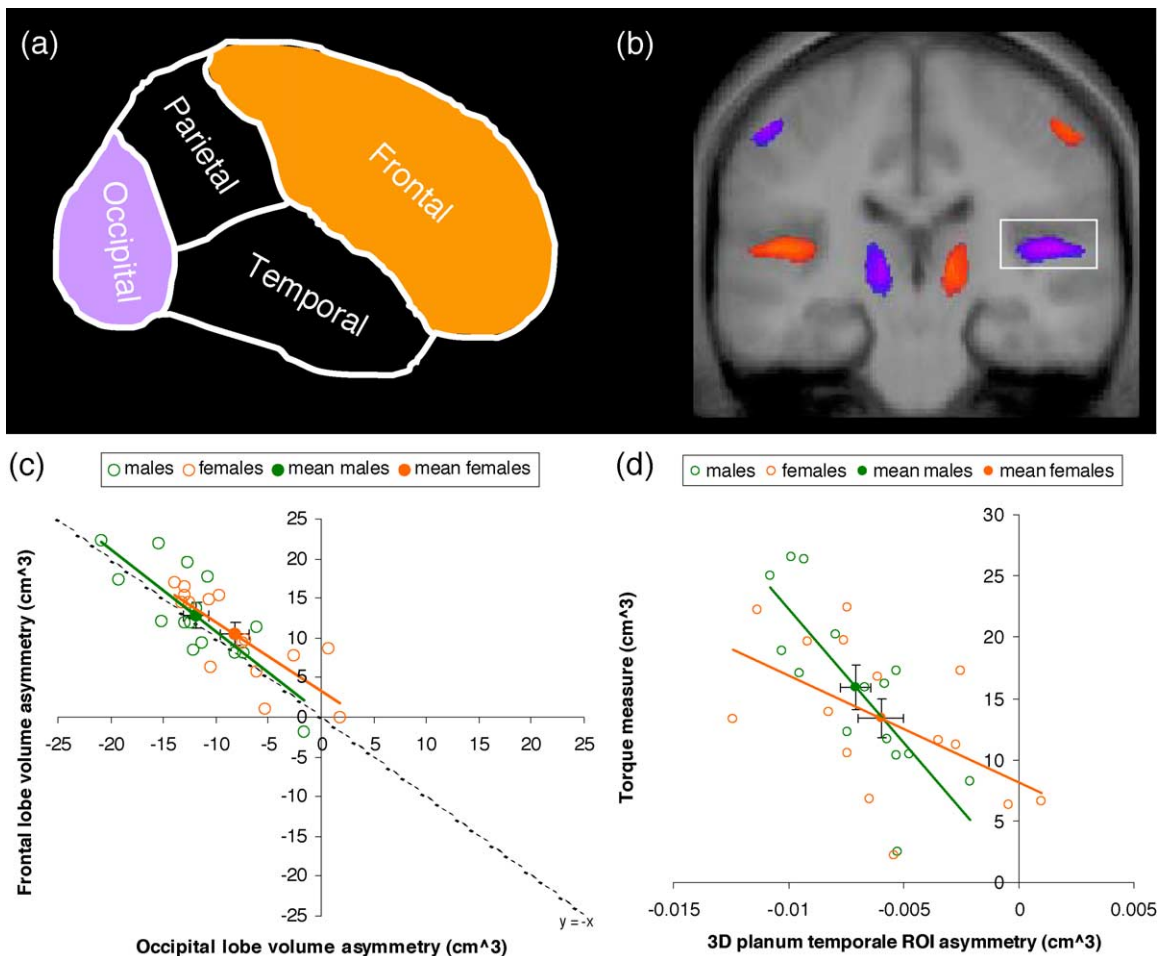 (a)
Parietal
Frontal
Occipital
Temporal
(b)
(c)
males females mean males mean females
Frontal lobe volume asymmetry (cm^3)
25
20
15
10
5
0
-25 -20 -15 -10 -5 0 5 10 15 20 25
-5
-10
-15
-20
-25
y = -x
Occipital lobe volume asymmetry (cm^3)
(d)
males females mean males mean females
Torque measure (cm^3)
30
25
20
15
10
5
0
-0.015 -0.01 -0.005 0 0.005
3D planum temporale ROI asymmetry (cm^3)